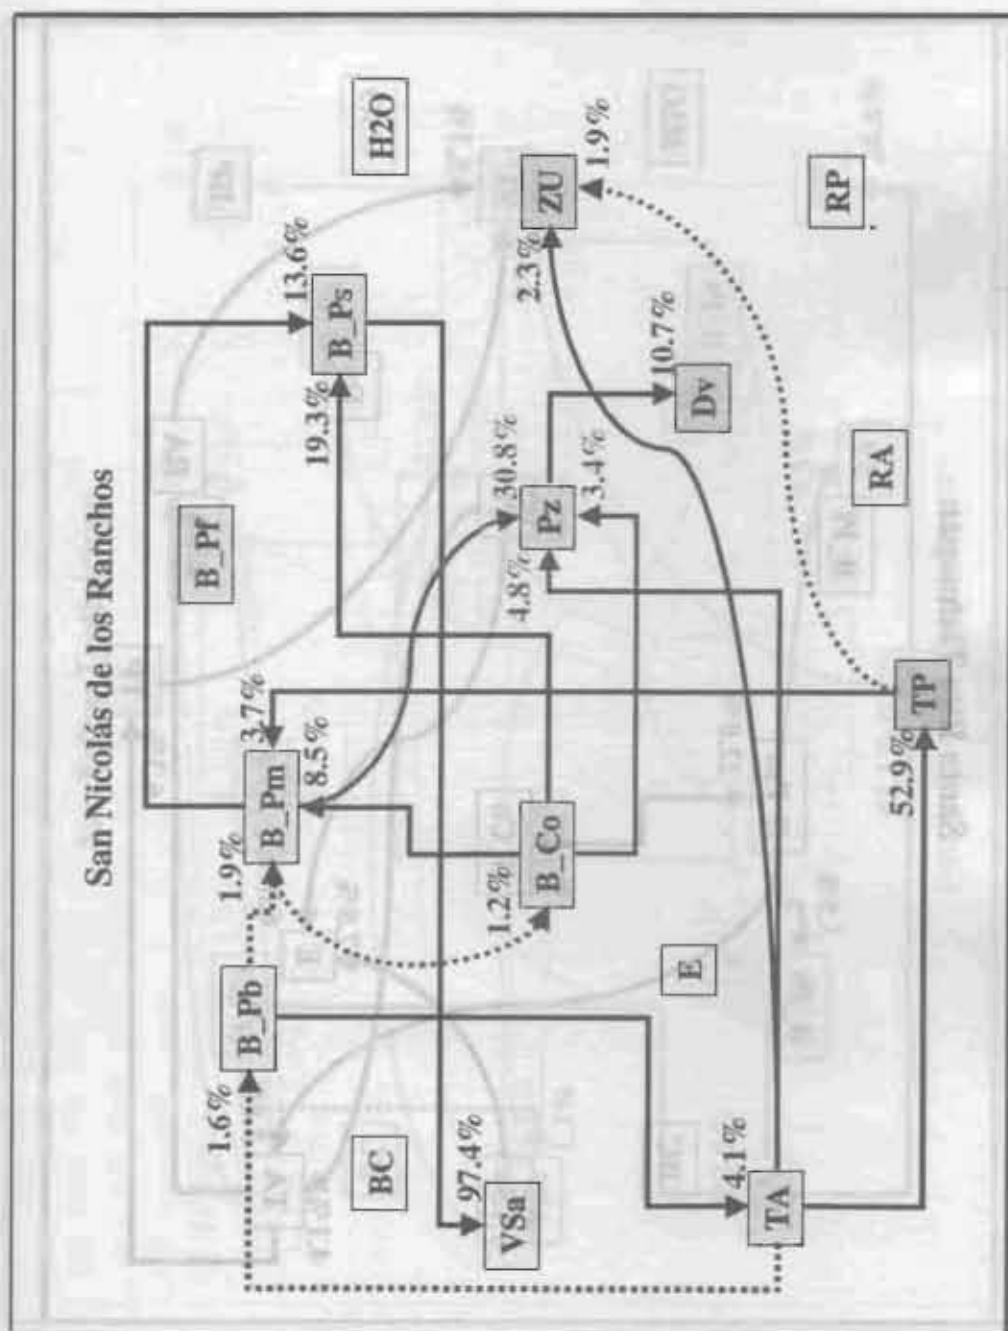 San Nicolás de los Ranchos
B_Pf
H2O
13.6%
B_Ps
19.3%
3.7%
B_Pm
8.5%
1.9%
B_Pb
1.6%
BC
97.4%
VSa
1.2%
B_Co
30.8%
Pz
4.8%
3.4%
2.3%
ZU
1.9%
10.7%
Dv
E
RP
RA
4.1%
TA
52.9%
TP